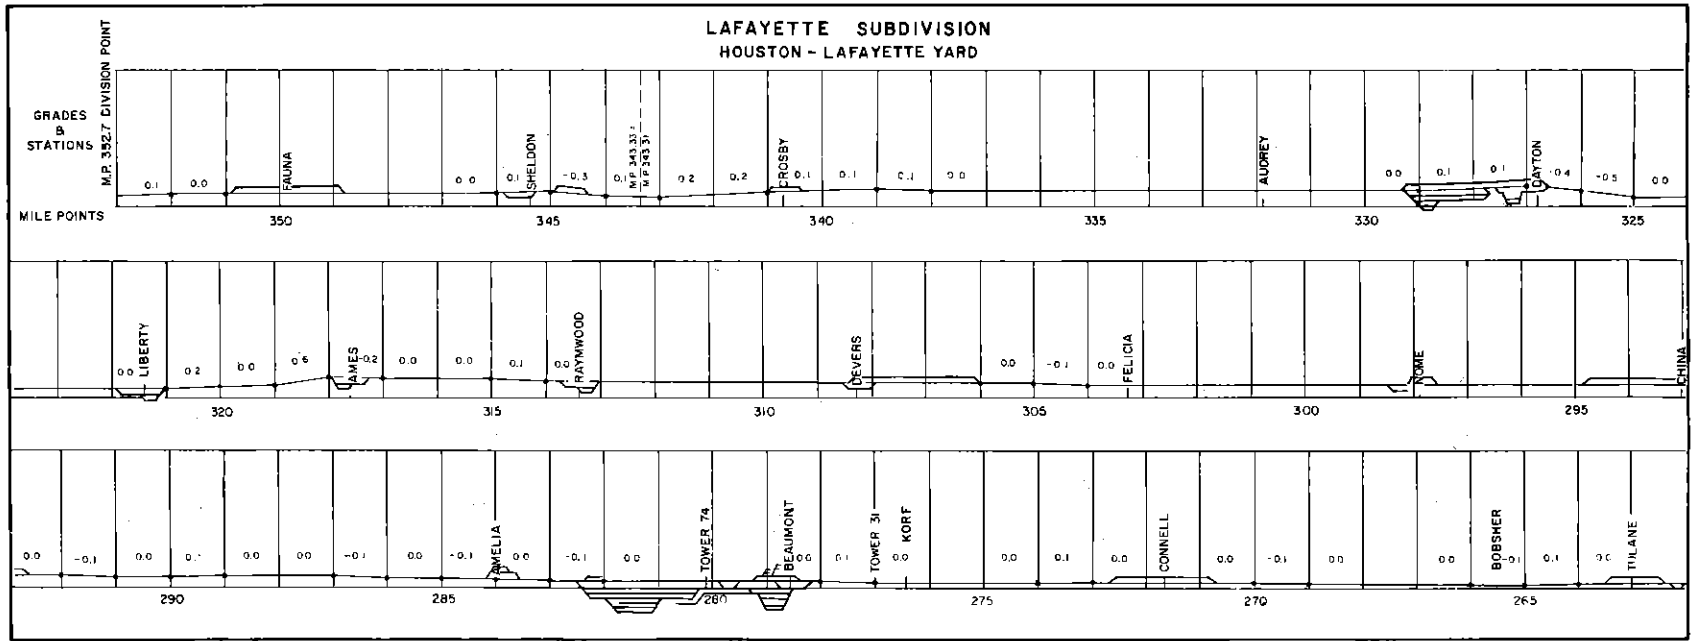 LAFAYETTE SUBDIVISION
HOUSTON - LAFAYETTE YARD
M.P. 352.7 DIVISION POINT
GRADES
&
STATIONS
FAUNA
SHELDON
M.P. 343.31
CROSBY
AUDREY
DAYTON
0.1 0.0 0.0 0.1 -0.3 0.1 0.2 0.2 0.1 0.1 0.1 0.0 0.0 0.1 0.1 -0.4 -0.5 0.0
MILE POINTS
350 345 340 335 330 325
LIBERTY
AMES
RAYMWOOD
DEVERS
FELICIA
NOME
CHINA
0.0 0.2 0.0 0.6 -0.2 0.0 0.0 0.1 0.0 0.0 -0.1 0.0
320 315 310 305 300 295
AMELIA
TOWER 74
BEAUMONT
TOWER 31
KORF
CONNELL
BOBSHER
TULANE
0.0 -0.1 0.0 0.0 0.0 -0.1 0.0 -0.1 0.0 -0.1 0.0 0.0 0.1 0.0 0.0 0.1 0.0 0.0 -0.1 0.0 0.0 -0.1 0.1 0.0
290 285 280 275 270 265